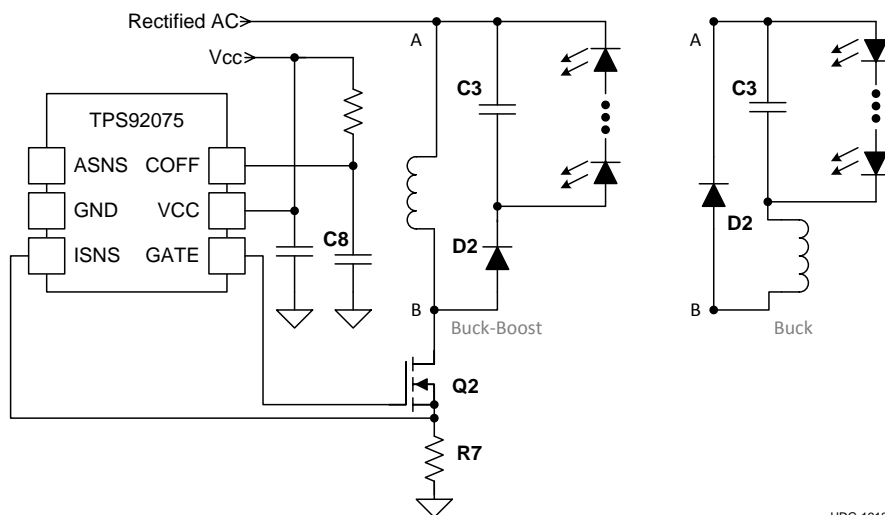 Rectified AC
A
A
Vcc
C3
C3
TPS92075
ASNS
COFF
GND
VCC
C8
D2
D2
ISNS
GATE
B
B
Buck-Boost
Buck
Q2
R7